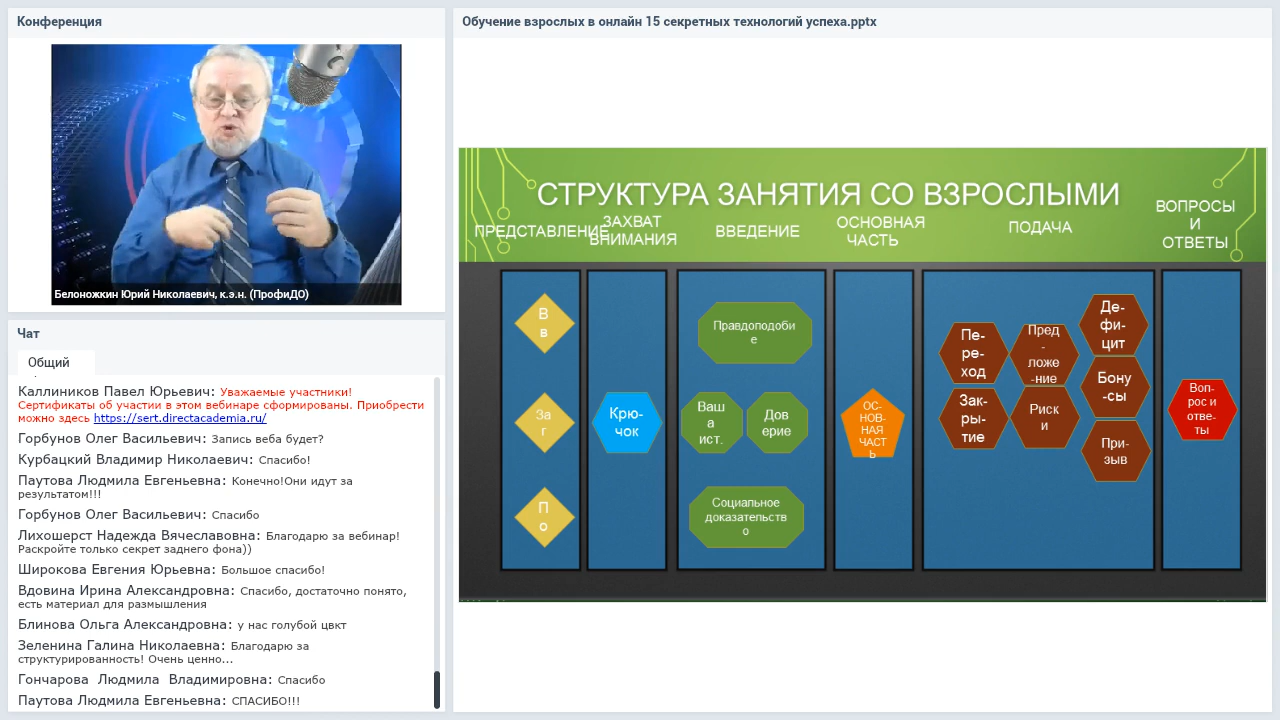 Конференция
Белоножкин Юрий Николаевич, к.э.н. (ПрофиДО)
Чат
Общий
Каллиников Павел Юрьевич: Уважаемые участники!
Сертификаты об участии в этом вебинаре сформированы. Приобрести
можно здесь https://sert.directacademia.ru/
Горбунов Олег Васильевич: Запись веба будет?
Курбацкий Владимир Николаевич: Спасибо!
Паутова Людмила Евгеньевна: Конечно!Они идут за
результатом!!!
Горбунов Олег Васильевич: Спасибо
Лихошерст Надежда Вячеславовна: Благодарю за вебинар!
Раскройте только секрет заднего фона))
Широкова Евгения Юрьевна: Большое спасибо!
Вдовина Ирина Александровна: Спасибо, достаточно понято,
есть материал для размышления
Блинова Ольга Александровна: у нас голубой цвкт
Зеленина Галина Николаевна: Благодарю за
структурированность! Очень ценно...
Гончарова Людмила Владимировна: Спасибо
Паутова Людмила Евгеньевна: СПАСИБО!!!
Обучение взрослых в онлайн 15 секретных технологий успеха.pptx
СТРУКТУРА ЗАНЯТИЯ СО ВЗРОСЛЫМИ
ПРЕДСТАВЛЕНИЕ
ЗАХВАТ
ВНИМАНИЯ
ВВЕДЕНИЕ
ОСНОВНАЯ
ЧАСТЬ
ПОДАЧА
ВОПРОСЫ
И
ОТВЕТЫ
В
в
За
г
П
о
Крю-
чок
Правдоподоби
е
Ваш
а
ист.
Дов
ерие
Социальное
доказательств
о
ОС-
НОВ-
НАЯ
ЧАСТ
Ь
Пе-
ре-
ход
Зак-
ры-
тие
Пред
-
ложе
-ние
Риск
и
Де-
фи-
цит
Бону
-сы
При-
зыв
Воп-
рос и
отве-
ты